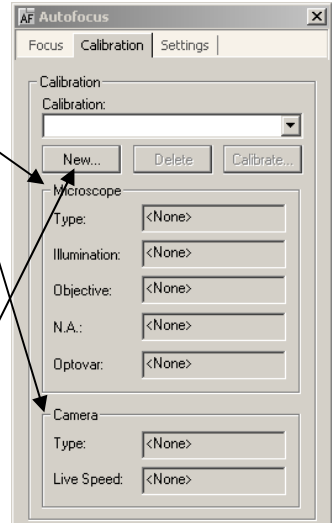 AF Autofocus
Focus Calibration Settings
Calibration
Calibration:
New... Delete Calibrate...
Microscope
Type: <None>
Illumination: <None>
Objective: <None>
N.A.: <None>
Optovar: <None>
Camera
Type: <None>
Live Speed: <None>